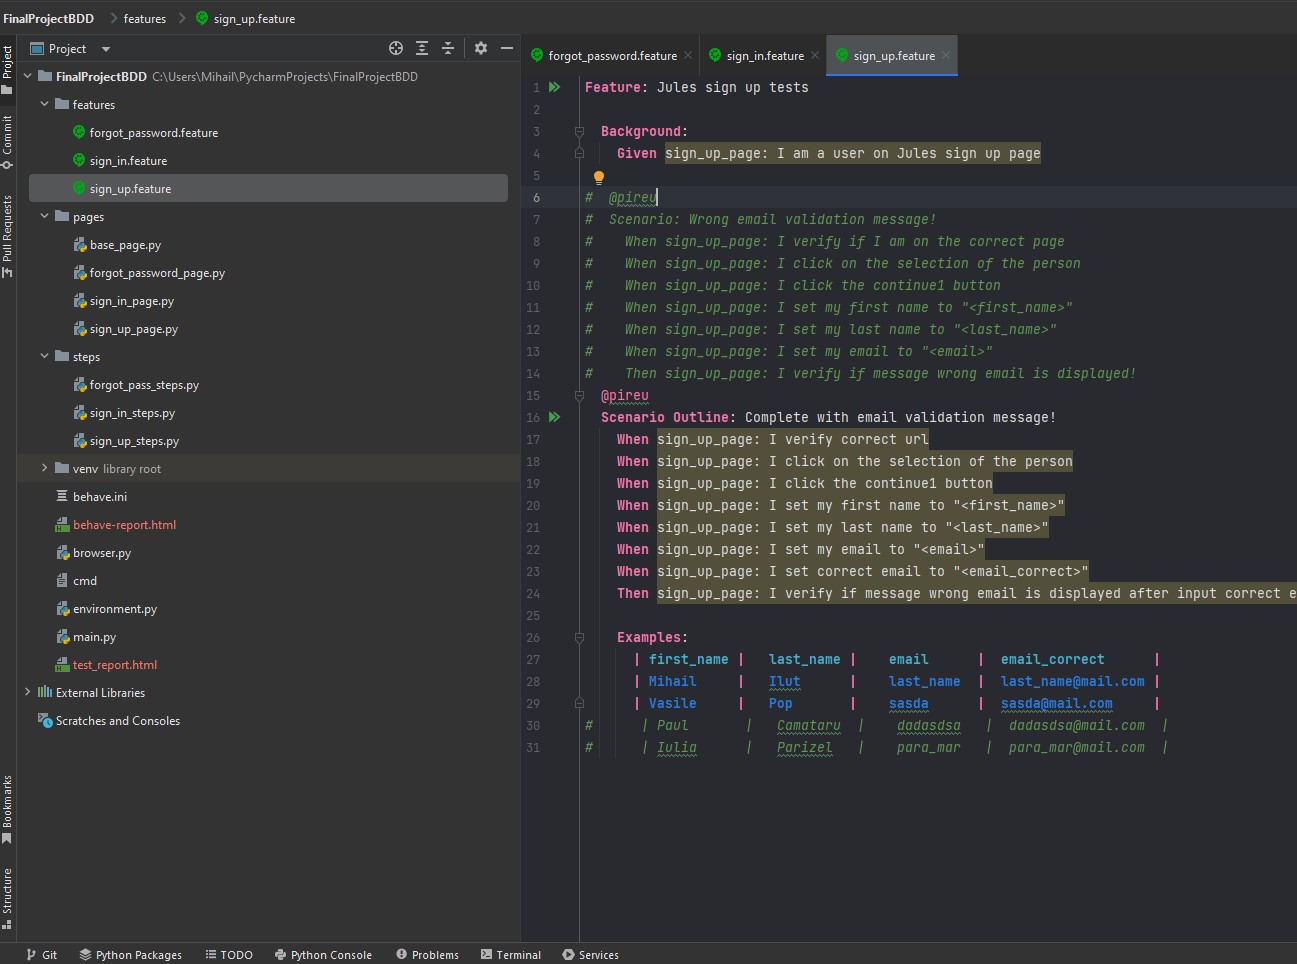 FinalProjectBDD features sign_up.feature
Project
Project
Commit
Pull Requests
Bookmarks
Structure
FinalProjectBDD C:\Users\Mihail\PycharmProjects\FinalProjectBDD
features
forgot_password.feature
sign_in.feature
sign_up.feature
pages
base_page.py
forgot_password_page.py
sign_in_page.py
sign_up_page.py
steps
forgot_pass_steps.py
sign_in_steps.py
sign_up_steps.py
venv library root
behave.ini
behave-report.html
browser.py
cmd
environment.py
main.py
test_report.html
External Libraries
Scratches and Consoles
forgot_password.feature sign_in.feature sign_up.feature
1 Feature: Jules sign up tests
2
3 Background:
4 Given sign_up_page: I am a user on Jules sign up page
5
6 # @pireu
7 # Scenario: Wrong email validation message!
8 # When sign_up_page: I verify if I am on the correct page
9 # When sign_up_page: I click on the selection of the person
10 # When sign_up_page: I click the continue1 button
11 # When sign_up_page: I set my first name to "<first_name>"
12 # When sign_up_page: I set my last name to "<last_name>"
13 # When sign_up_page: I set my email to "<email>"
14 # Then sign_up_page: I verify if message wrong email is displayed!
15 @pireu
16 Scenario Outline: Complete with email validation message!
17 When sign_up_page: I verify correct url
18 When sign_up_page: I click on the selection of the person
19 When sign_up_page: I click the continue1 button
20 When sign_up_page: I set my first name to "<first_name>"
21 When sign_up_page: I set my last name to "<last_name>"
22 When sign_up_page: I set my email to "<email>"
23 When sign_up_page: I set correct email to "<email_correct>"
24 Then sign_up_page: I verify if message wrong email is displayed after input correct e
25
26 Examples:
27 | first_name | last_name | email | email_correct |
28 | Mihail | Ilut | last_name | last_name@mail.com |
29 | Vasile | Pop | sasda | sasda@mail.com |
30 # | Paul | Camataru | dadasdsa | dadasdsa@mail.com |
31 # | Iulia | Parizel | para_mar | para_mar@mail.com |
Git Python Packages TODO Python Console Problems Terminal Services